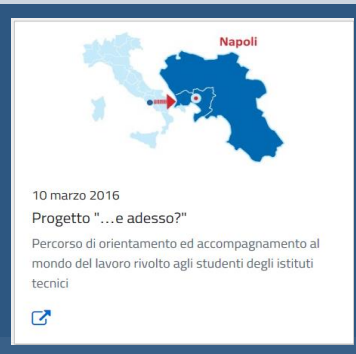 Napoli
10 marzo 2016
Progetto "...e adesso?"
Percorso di orientamento ed accompagnamento al
mondo del lavoro rivolto agli studenti degli istituti
tecnici